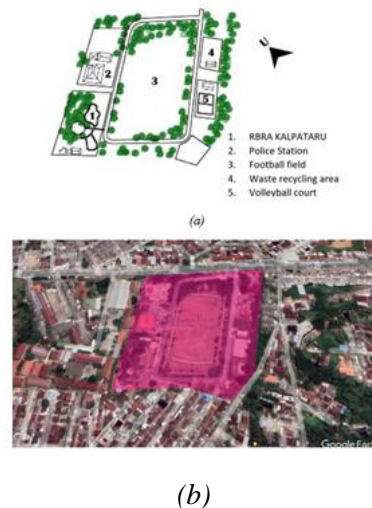 U
4
2
3
5
1
1. RBRA KALPATARU
2. Police Station
3. Football field
4. Waste recycling area
5. Volleyball court
(a)
Google Ear
(b)